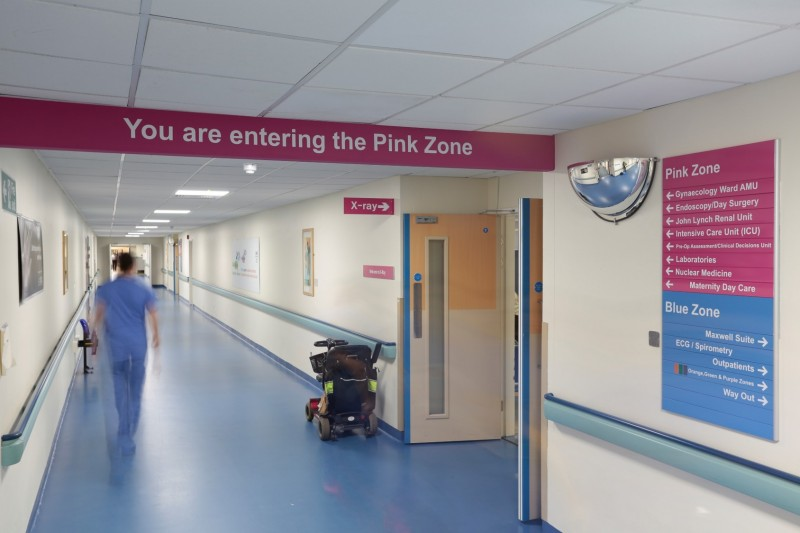 You are entering the Pink Zone
X-ray
Pink Zone
Gynaecology Ward AMU
Endoscopy/Day Surgery
John Lynch Renal Unit
Intensive Care Unit (ICU)
Pre-Op Assessment/Clinical Decisions Unit
Laboratories
Nuclear Medicine
Maternity Day Care
Blue Zone
Maxwell Suite
ECG / Spirometry
Outpatients
Orange,Green & Purple Zones
Way Out